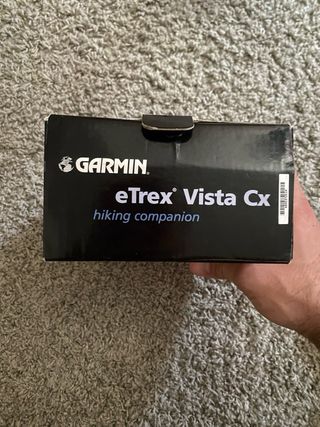 GARMIN.
eTrex® Vista Cx
hiking companion